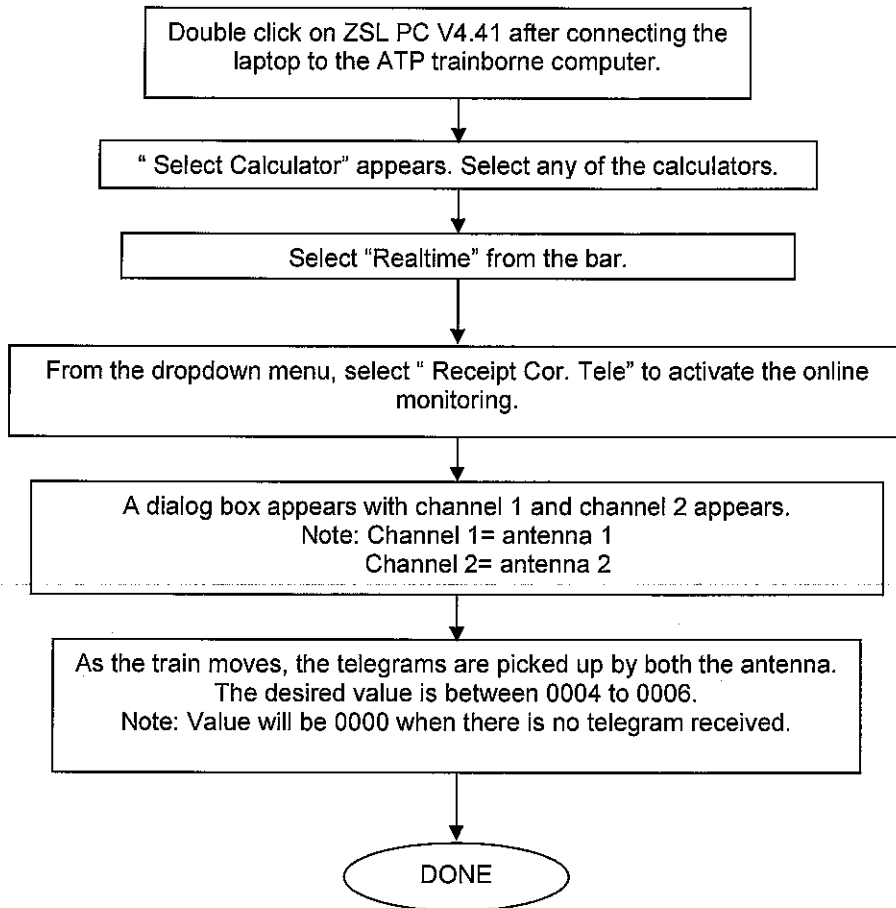 Double click on ZSL PC V4.41 after connecting the
laptop to the ATP trainborne computer.
“ Select Calculator” appears. Select any of the calculators.
Select “Realtime” from the bar.
From the dropdown menu, select “ Receipt Cor. Tele” to activate the online
monitoring.
A dialog box appears with channel 1 and channel 2 appears.
Note: Channel 1= antenna 1
Channel 2= antenna 2
As the train moves, the telegrams are picked up by both the antenna.
The desired value is between 0004 to 0006.
Note: Value will be 0000 when there is no telegram received.
DONE